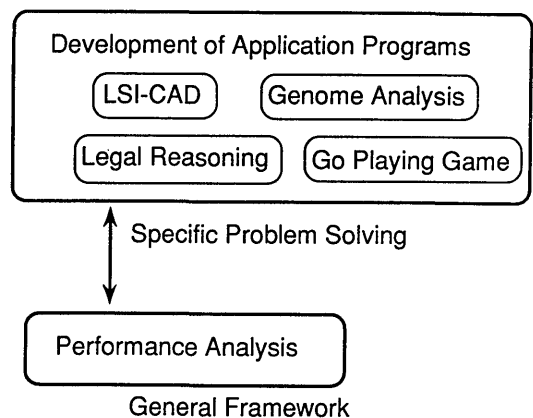 Development of Application Programs
LSI-CAD
Genome Analysis
Legal Reasoning
Go Playing Game
Specific Problem Solving
Performance Analysis
General Framework